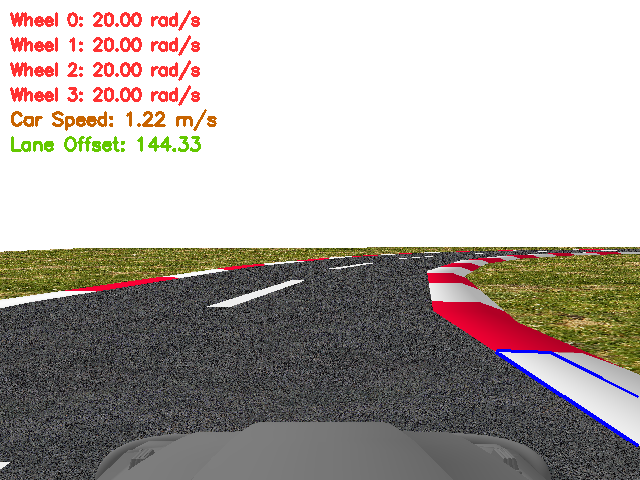 Wheel 0: 20.00 rad/s
Wheel 1: 20.00 rad/s
Wheel 2: 20.00 rad/s
Wheel 3: 20.00 rad/s
Car Speed: 1.22 m/s
Lane Offset: 144.33